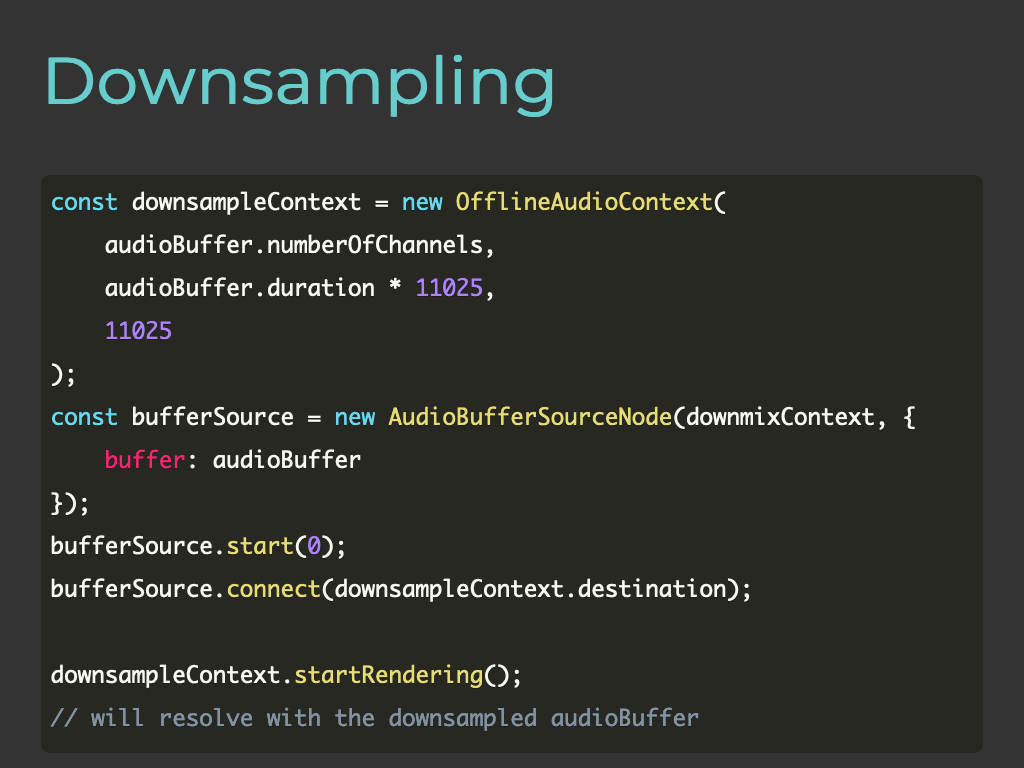 Downsampling
const downsampleContext = new OfflineAudioContext(
    audioBuffer.numberOfChannels,
    audioBuffer.duration * 11025,
    11025
);
const bufferSource = new AudioBufferSourceNode(downmixContext, {
    buffer: audioBuffer
});
bufferSource.start(0);
bufferSource.connect(downsampleContext.destination);
downsampleContext.startRendering();
// will resolve with the downsampled audioBuffer